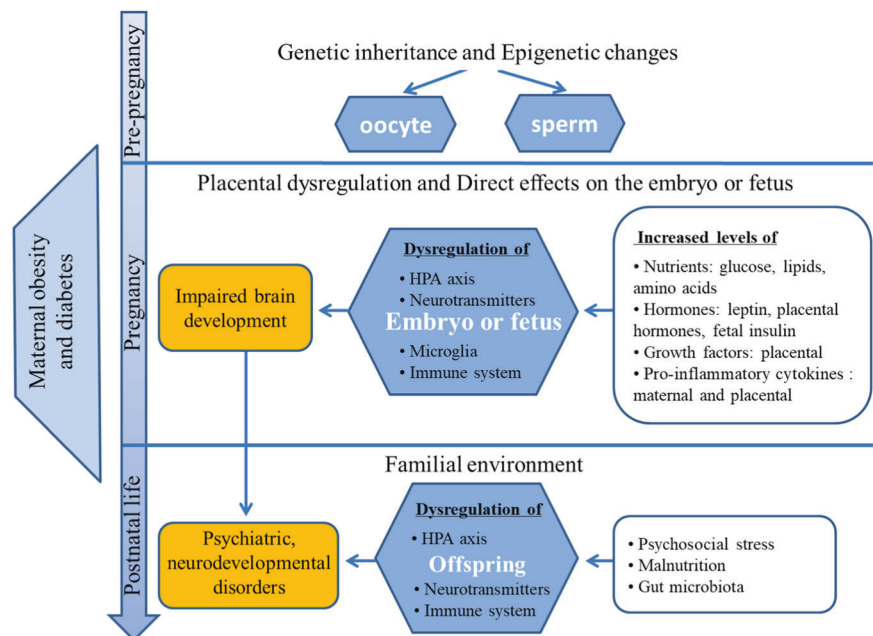 Genetic inheritance and Epigenetic changes
oocyte
sperm
Pre-pregnancy
Placental dysregulation and Direct effects on the embryo or fetus
Maternal obesity
and diabetes
Pregnancy
Impaired brain
development
Dysregulation of
• HPA axis
• Neurotransmitters
Embryo or fetus
• Microglia
• Immune system
Increased levels of
• Nutrients: glucose, lipids,
amino acids
• Hormones: leptin, placental
hormones, fetal insulin
• Growth factors: placental
• Pro-inflammatory cytokines :
maternal and placental
Familial environment
Postnatal life
Psychiatric,
neurodevelopmental
disorders
Dysregulation of
• HPA axis
Offspring
• Neurotransmitters
• Immune system
• Psychosocial stress
• Malnutrition
• Gut microbiota